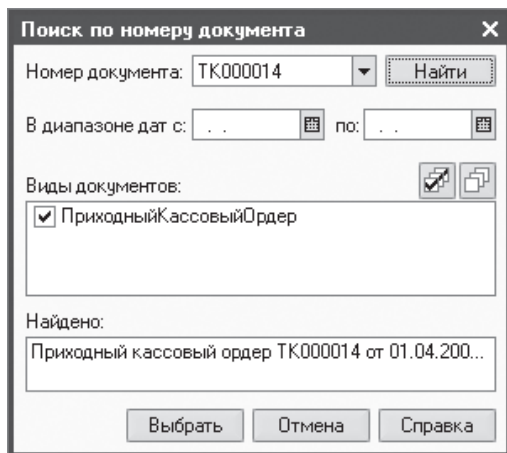 Поиск по номеру документа
Номер документа: ТК000014 Найти
В диапазоне дат с: . . по: . .
Виды документов:
ПриходныйКассовыйОрдер
Найдено:
Приходный кассовый ордер ТК000014 от 01.04.200...
Выбрать Отмена Справка